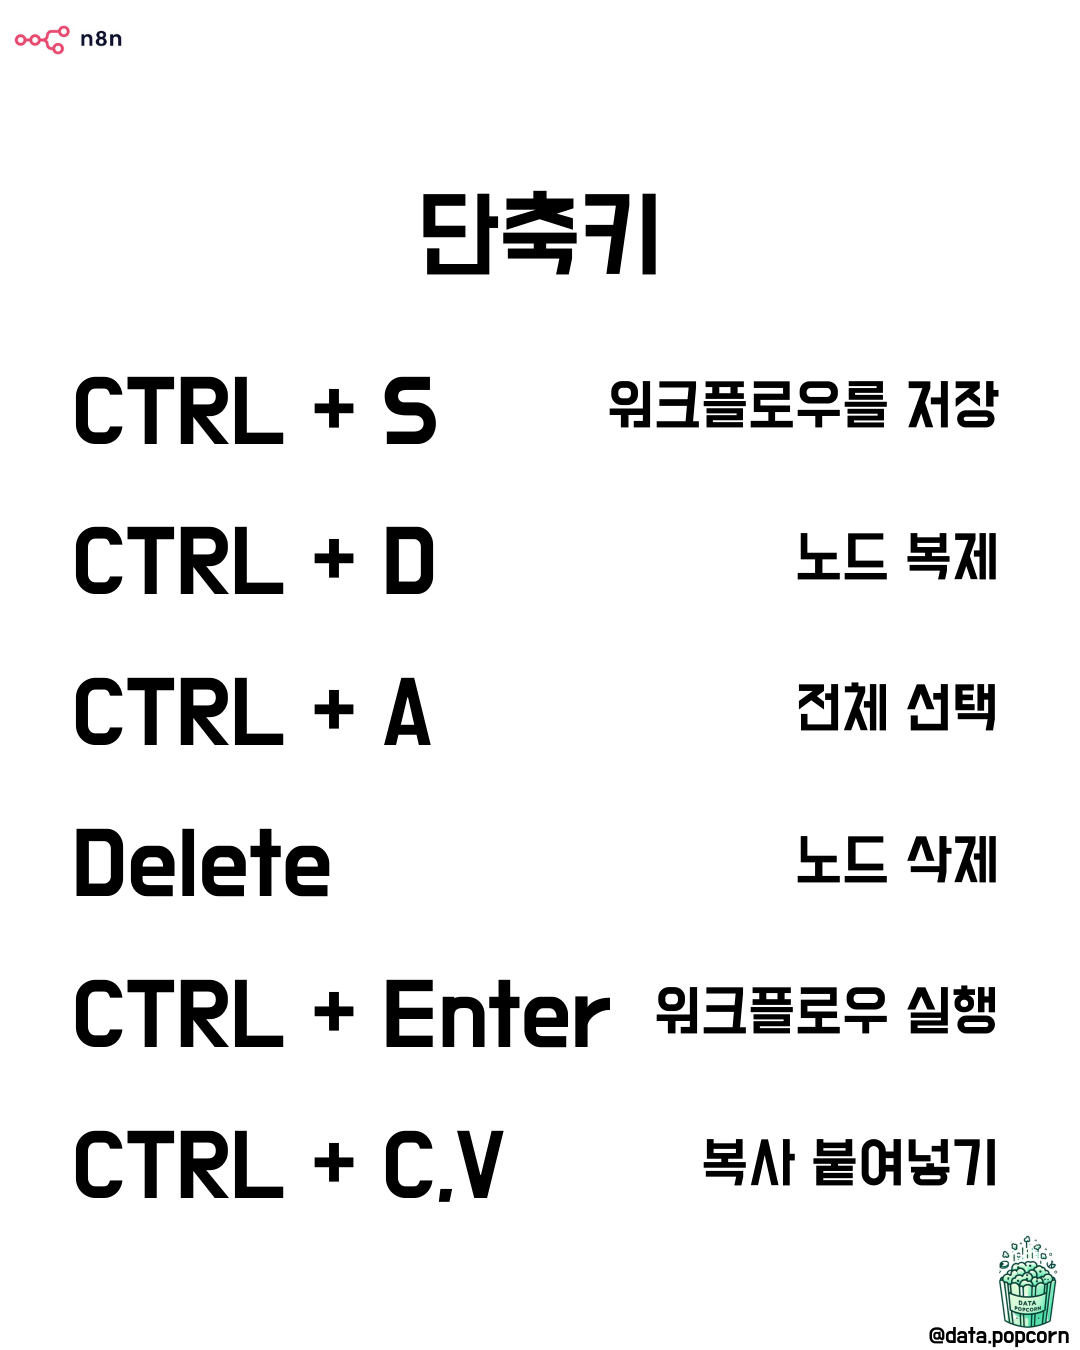 n8n
단축키
CTRL + S 워크플로우를 저장
CTRL + D 노드 복제
CTRL + A 전체 선택
Delete 노드 삭제
CTRL + Enter 워크플로우 실행
CTRL + C,V 복사 붙여넣기
DATA
POPCORN
@data.popcorn